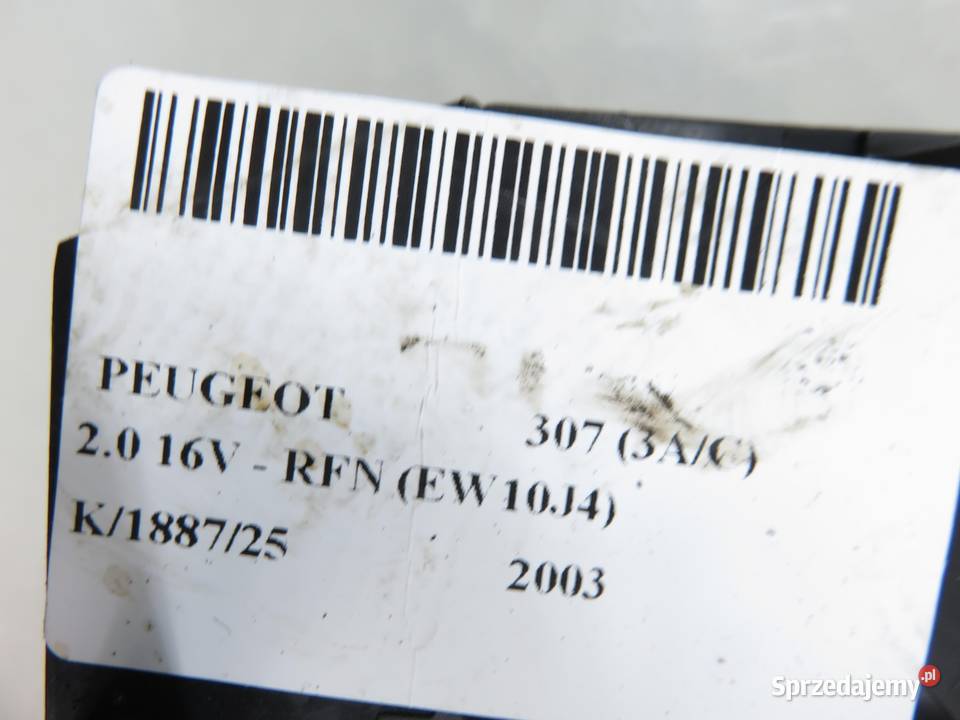 PEUGEOT 307 (3A/C)
2.0 16V - RFN (EW10J4)
K/1887/25 2003
Sprzedajemy.pl